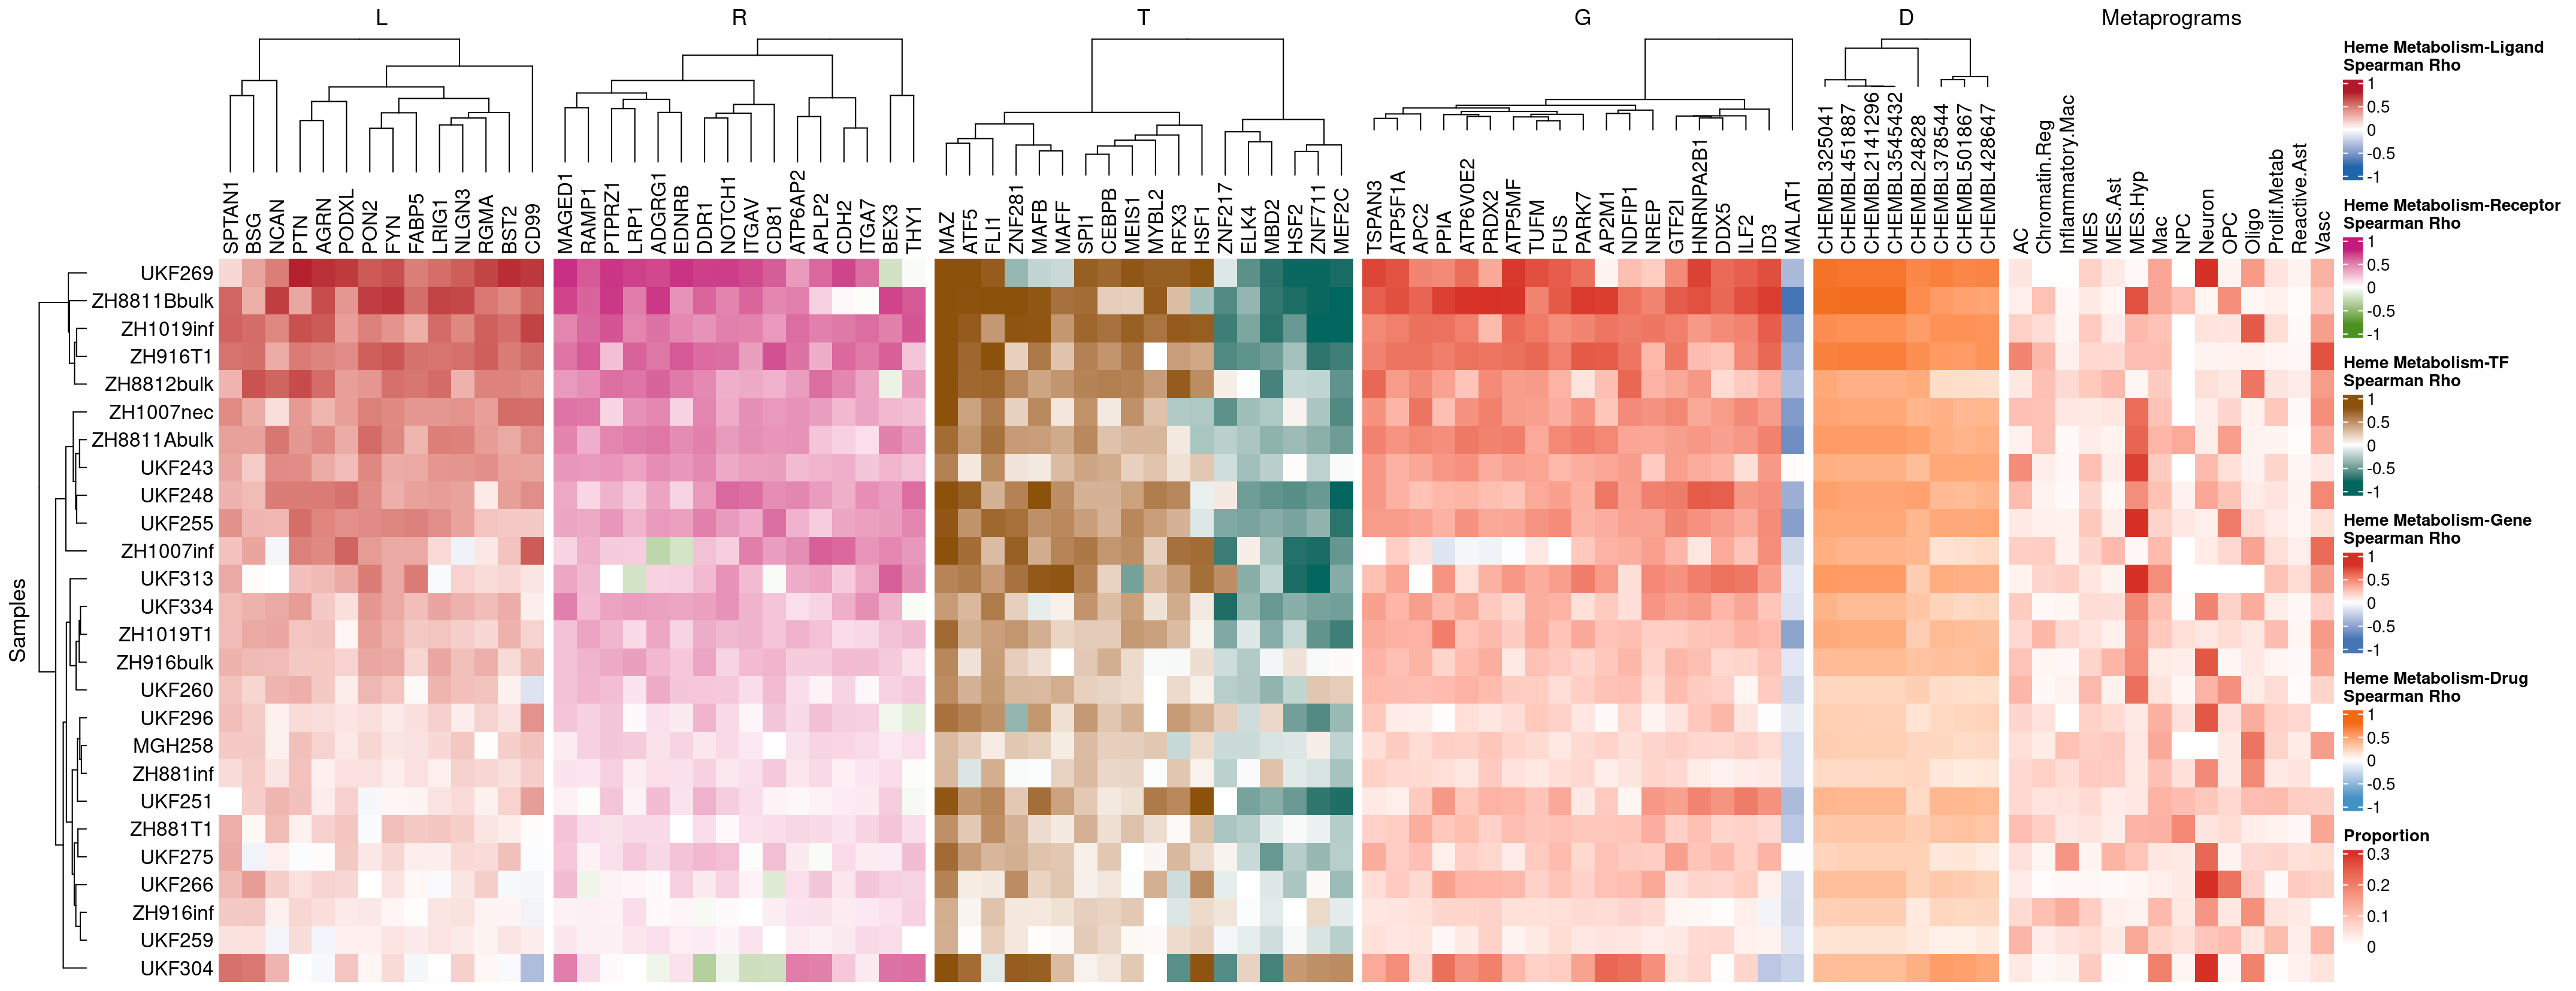 L
R
T
G
D
Metaprograms
SPTAN1
BSG
NCAN
PTN
AGRN
PODXL
PON2
FYN
FABP5
LRIG1
NLGN3
RGMA
BST2
CD99
MAGED1
RAMP1
PTPRZ1
LRP1
ADGRG1
EDNRB
DDR1
NOTCH1
ITGAV
CD81
ATP6AP2
APLP2
CDH2
ITGA7
BEX3
THY1
MAZ
ATF5
FLI1
ZNF281
MAFB
MAFF
SPI1
CEBPB
MEIS1
MYBL2
RFX3
HSF1
ZNF217
ELK4
MBD2
HSF2
ZNF711
MEF2C
TSPAN3
ATP5F1A
APC2
PPIA
ATP6V0E2
PRDX2
ATP5MF
TUFM
FUS
PARK7
AP2M1
NDFIP1
NREP
GTF2I
HNRNPA2B1
DDX5
ILF2
ID3
MALAT1
CHEMBL325041
CHEMBL451887
CHEMBL2141296
CHEMBL3545432
CHEMBL24828
CHEMBL378544
CHEMBL501867
CHEMBL428647
AC
Chromatin.Reg
Inflammatory.Mac
MES
MES.Ast
MES.Hyp
Mac
NPC
Neuron
OPC
Oligo
Prolif.Metab
Reactive.Ast
Vasc
Samples
UKF269
ZH8811Bbulk
ZH1019inf
ZH916T1
ZH8812bulk
ZH1007nec
ZH8811Abulk
UKF243
UKF248
UKF255
ZH1007inf
UKF313
UKF334
ZH1019T1
ZH916bulk
UKF260
UKF296
MGH258
ZH881inf
UKF251
ZH881T1
UKF275
UKF266
ZH916inf
UKF259
UKF304
Heme Metabolism-Ligand
Spearman Rho
1
0.5
0
-0.5
-1
Heme Metabolism-Receptor
Spearman Rho
1
0.5
0
-0.5
-1
Heme Metabolism-TF
Spearman Rho
1
0.5
0
-0.5
-1
Heme Metabolism-Gene
Spearman Rho
1
0.5
0
-0.5
-1
Heme Metabolism-Drug
Spearman Rho
1
0.5
0
-0.5
-1
Proportion
0.3
0.2
0.1
0